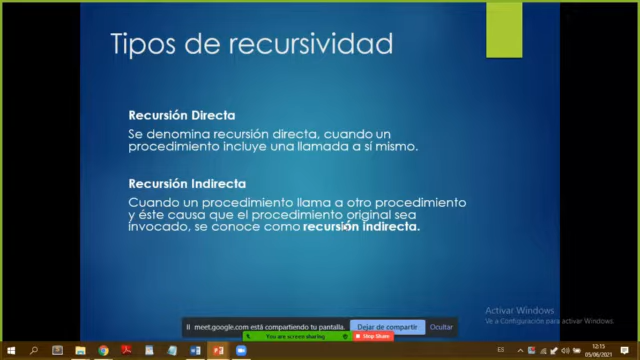 Tipos de recursividad
Recursión Directa
Se denomina recursión directa, cuando un
procedimiento incluye una llamada a sí mismo.
Recursión Indirecta
Cuando un procedimiento llama a otro procedimiento
y éste causa que el procedimiento original sea
invocado, se conoce como recursión indirecta.
Activar Windows
Ve a Configuración para activar Windows.
meet.google.com está compartiendo tu pantalla.
Dejar de compartir
Ocultar
You are screen sharing
Stop Share
ES
12:15
05/06/2021